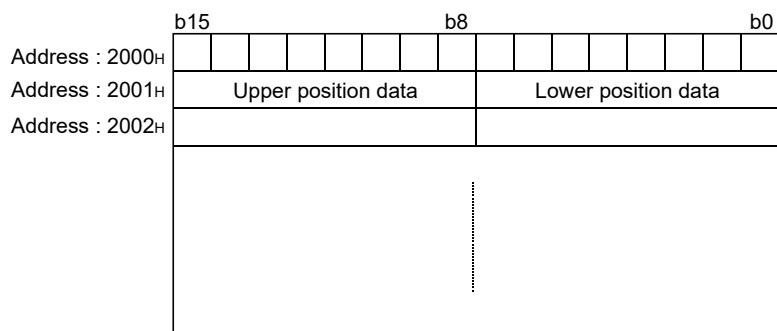 b15 b8 b0
Address : 2000H
Address : 2001H Upper position data Lower position data
Address : 2002H